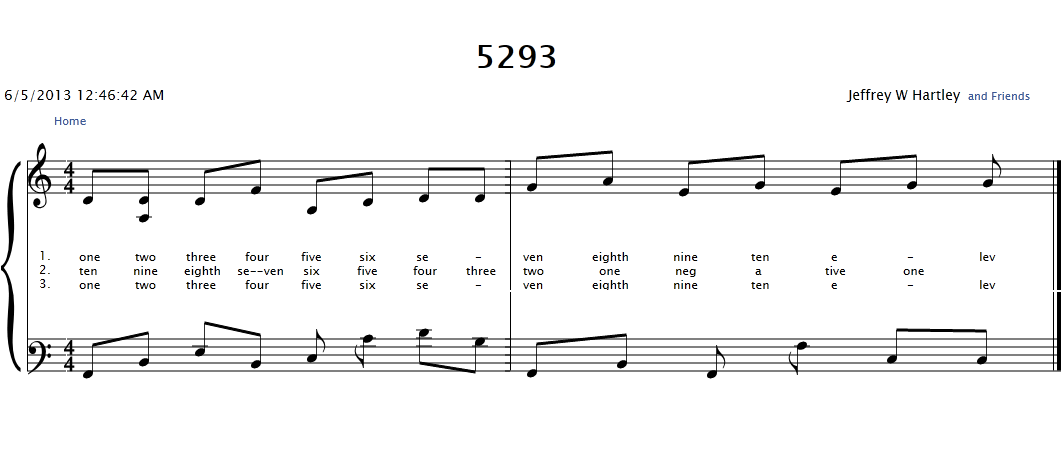 5293
6/5/2013 12:46:42 AM Jeffrey W Hartley and Friends
Home
4
4
1. one two three four five six se - ven eighth nine ten e - lev
2. ten nine eighth se--ven six five four three two one neg a tive one
3. one two three four five six se - ven eighth nine ten e - lev
4
4